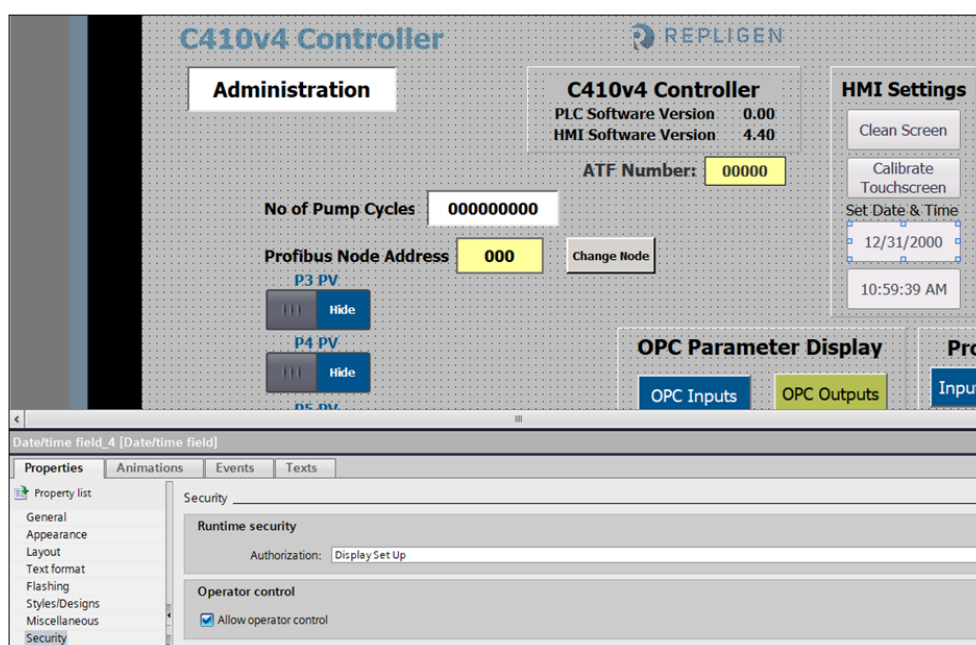 C410v4 Controller
REPLIGEN
Administration
C410v4 Controller
PLC Software Version 0.00
HMI Software Version 4.40
HMI Settings
Clean Screen
ATF Number: 00000
Calibrate
Touchscreen
Set Date & Time
No of Pump Cycles 000000000
12/31/2000
Profibus Node Address 000 Change Node
10:59:39 AM
P3 PV
Hide
P4 PV
Hide
OPC Parameter Display
OPC Inputs OPC Outputs
Date/time field_4 [Date/time field]
Properties Animations Events Texts
Property list
General
Appearance
Layout
Text format
Flashing
Styles/Designs
Miscellaneous
Security
Security
Runtime security
Authorization: Display Set Up
Operator control
Allow operator control